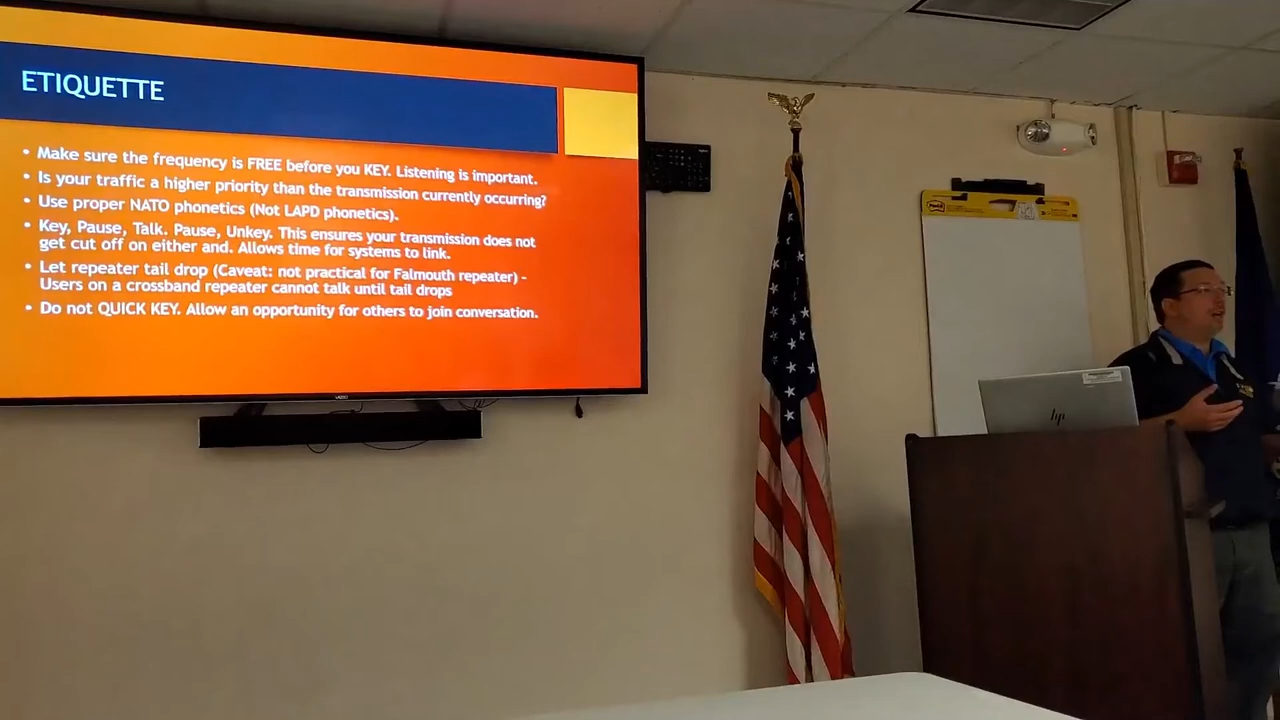 ETIQUETTE
• Make sure the frequency is FREE before you KEY. Listening is important.
• Is your traffic a higher priority than the transmission currently occurring?
• Use proper NATO phonetics (Not LAPD phonetics).
• Key, Pause, Talk. Pause, Unkey. This ensures your transmission does not
get cut off on either and. Allows time for systems to link.
• Let repeater tail drop (Caveat: not practical for Falmouth repeater) -
Users on a crossband repeater cannot talk until tail drops
• Do not QUICK KEY. Allow an opportunity for others to join conversation.
VIZIO
Post-it
hp